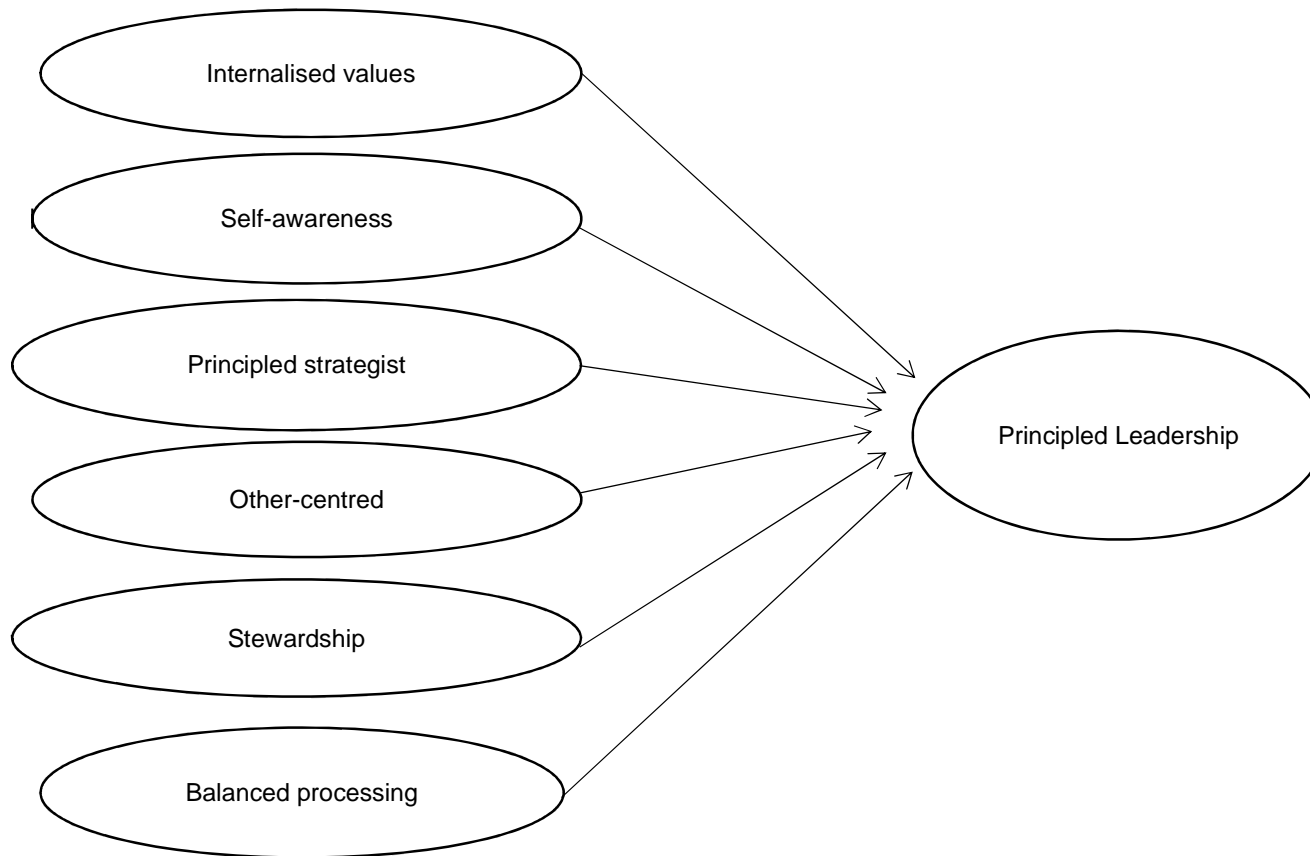 Internalised values
Self-awareness
Principled strategist
Other-centred
Stewardship
Balanced processing
Principled Leadership